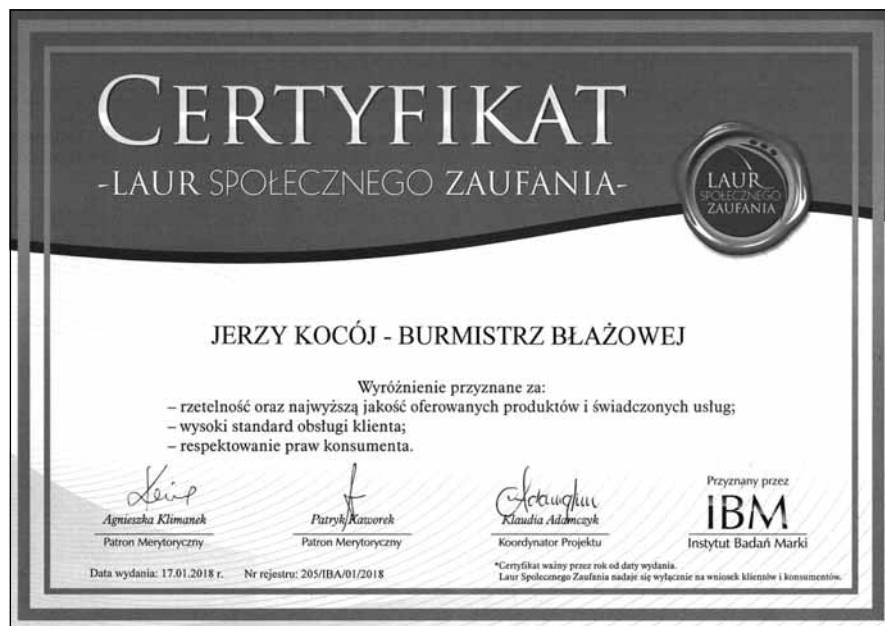 CERTYFIKAT
-LAUR SPOŁECZNEGO ZAUFANIA-
LAUR
SPOŁECZNEGO
ZAUFANIA
JERZY KOCÓJ - BURMISTRZ BŁAŻOWEJ
Wyróżnienie przyznane za:
– rzetelność oraz najwyższą jakość oferowanych produktów i świadczonych usług;
– wysoki standard obsługi klienta;
– respektowanie praw konsumenta.
Agnieszka Klimanek
Patron Merytoryczny
Patryk Kaworek
Patron Merytoryczny
Klaudia Adamczyk
Koordynator Projektu
Przyznany przez
IBM
Instytut Badań Marki
Data wydania: 17.01.2018 r. Nr rejestru: 205/IBA/01/2018
*Certyfikat ważny przez rok od daty wydania.
Laur Społecznego Zaufania nadaje się wyłącznie na wniosek klientów i konsumentów.